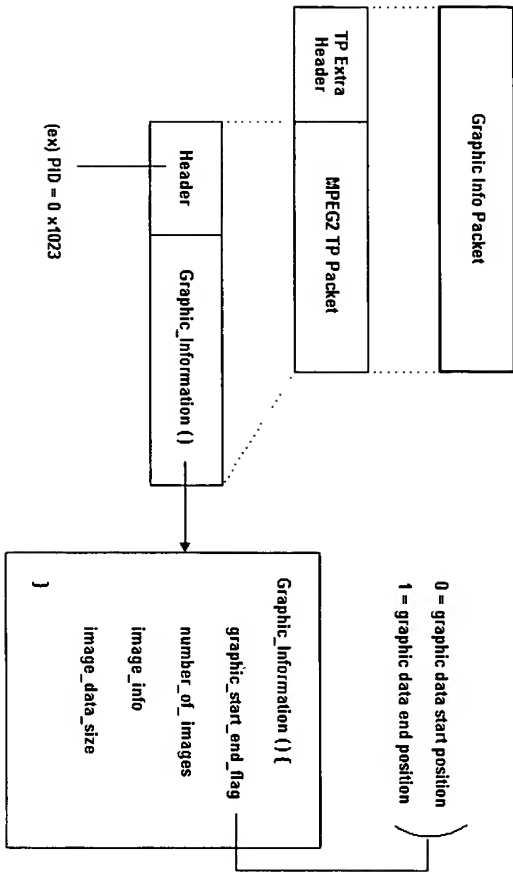 Graphic Info Packet
TP Extra
Header
MPEG2 TP Packet
Header
Graphic_Information ( )
(ex) PID = 0 x1023
0 = graphic data start position
1 = graphic data end position
Graphic_Information ( ) {
graphic_start_end_flag
number_of_images
image_info
image_data_size
}